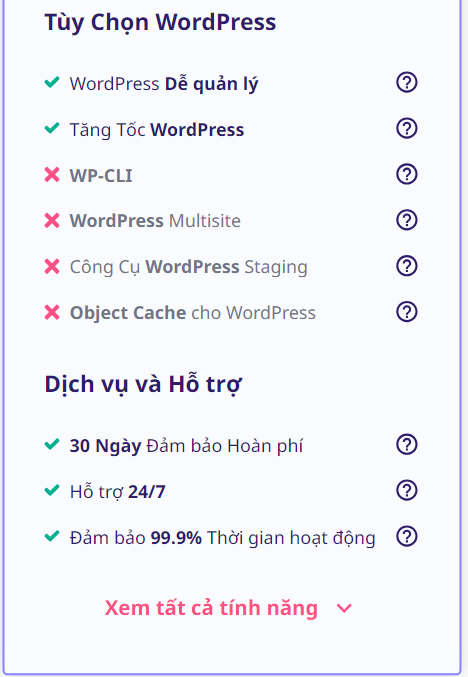 Tùy Chọn WordPress
WordPress Dễ quản lý
Tăng Tốc WordPress
WP-CLI
WordPress Multisite
Công Cụ WordPress Staging
Object Cache cho WordPress
Dịch vụ và Hỗ trợ
30 Ngày Đảm bảo Hoàn phí
Hỗ trợ 24/7
Đảm bảo 99.9% Thời gian hoạt động
Xem tất cả tính năng